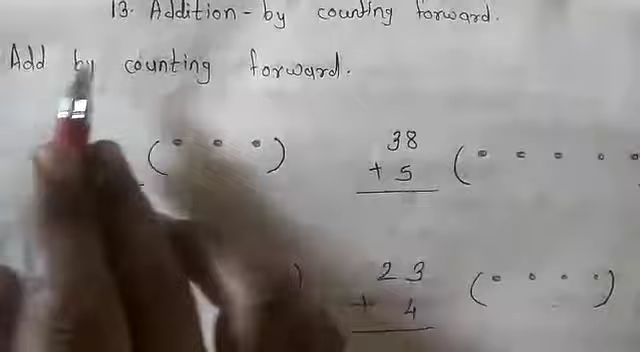 13. Addition - by counting forward.
Add by counting forward.
( • • • )
38
+ 5 ( • • • • •
)
23
+ 4 ( • • • • )